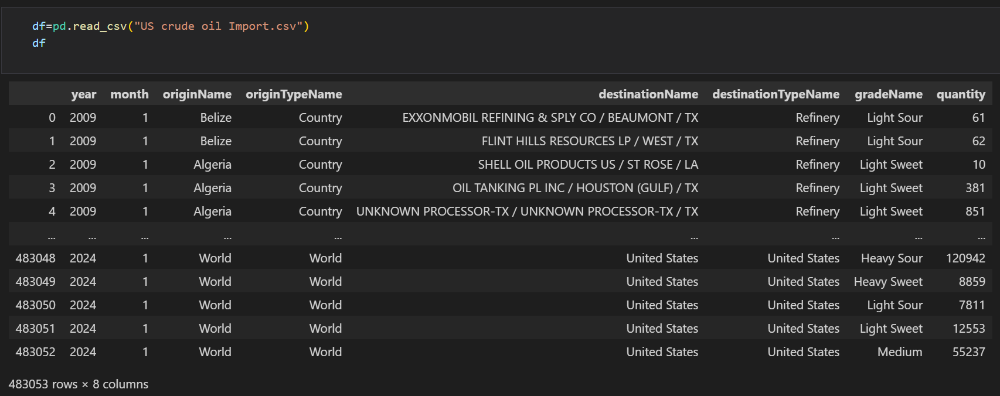 df=pd.read_csv("US crude oil Import.csv")
df
year month originName originTypeName destinationName destinationTypeName gradeName quantity
0 2009 1 Belize Country EXXONMOBIL REFINING & SPLY CO / BEAUMONT / TX Refinery Light Sour 61
1 2009 1 Belize Country FLINT HILLS RESOURCES LP / WEST / TX Refinery Light Sour 62
2 2009 1 Algeria Country SHELL OIL PRODUCTS US / ST ROSE / LA Refinery Light Sweet 10
3 2009 1 Algeria Country OIL TANKING PL INC / HOUSTON (GULF) / TX Refinery Light Sweet 381
4 2009 1 Algeria Country UNKNOWN PROCESSOR-TX / UNKNOWN PROCESSOR-TX / TX Refinery Light Sweet 851
... ... ... ... ... ... ... ... ...
483048 2024 1 World World United States United States Heavy Sour 120942
483049 2024 1 World World United States United States Heavy Sweet 8859
483050 2024 1 World World United States United States Light Sour 7811
483051 2024 1 World World United States United States Light Sweet 12553
483052 2024 1 World World United States United States Medium 55237
483053 rows × 8 columns